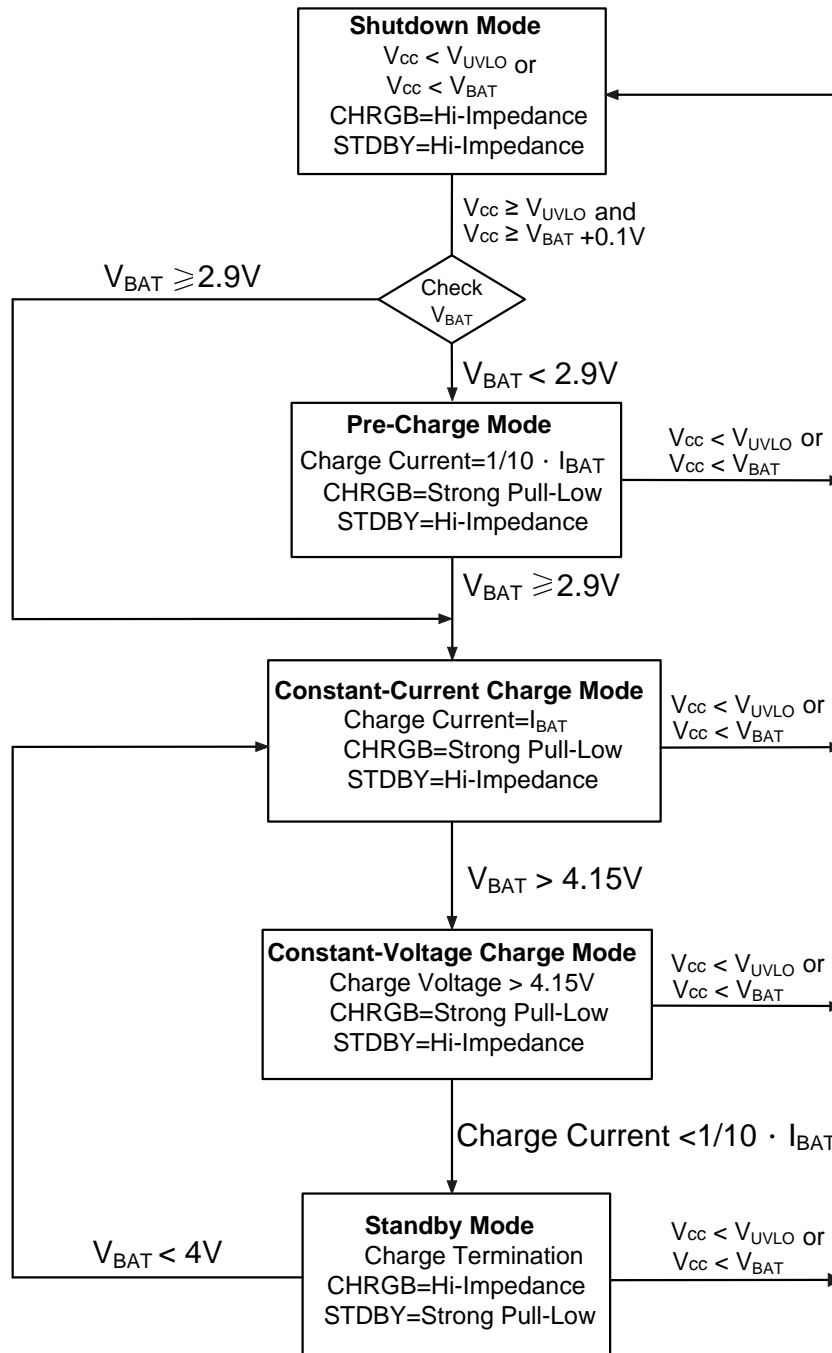 Shutdown Mode
Vcc < VUVLO or
Vcc < VBAT
CHRGB=Hi-Impedance
STDBY=Hi-Impedance
Vcc ≥ VUVLO and
Vcc ≥ VBAT +0.1V
VBAT ⩾2.9V
Check
VBAT
VBAT < 2.9V
Pre-Charge Mode
Charge Current=1/10 · IBAT
CHRGB=Strong Pull-Low
STDBY=Hi-Impedance
Vcc < VUVLO or
Vcc < VBAT
VBAT ⩾2.9V
Constant-Current Charge Mode
Charge Current=IBAT
CHRGB=Strong Pull-Low
STDBY=Hi-Impedance
Vcc < VUVLO or
Vcc < VBAT
VBAT > 4.15V
Constant-Voltage Charge Mode
Charge Voltage > 4.15V
CHRGB=Strong Pull-Low
STDBY=Hi-Impedance
Vcc < VUVLO or
Vcc < VBAT
Charge Current <1/10 · IBAT
Standby Mode
Charge Termination
CHRGB=Hi-Impedance
STDBY=Strong Pull-Low
VBAT < 4V
Vcc < VUVLO or
Vcc < VBAT